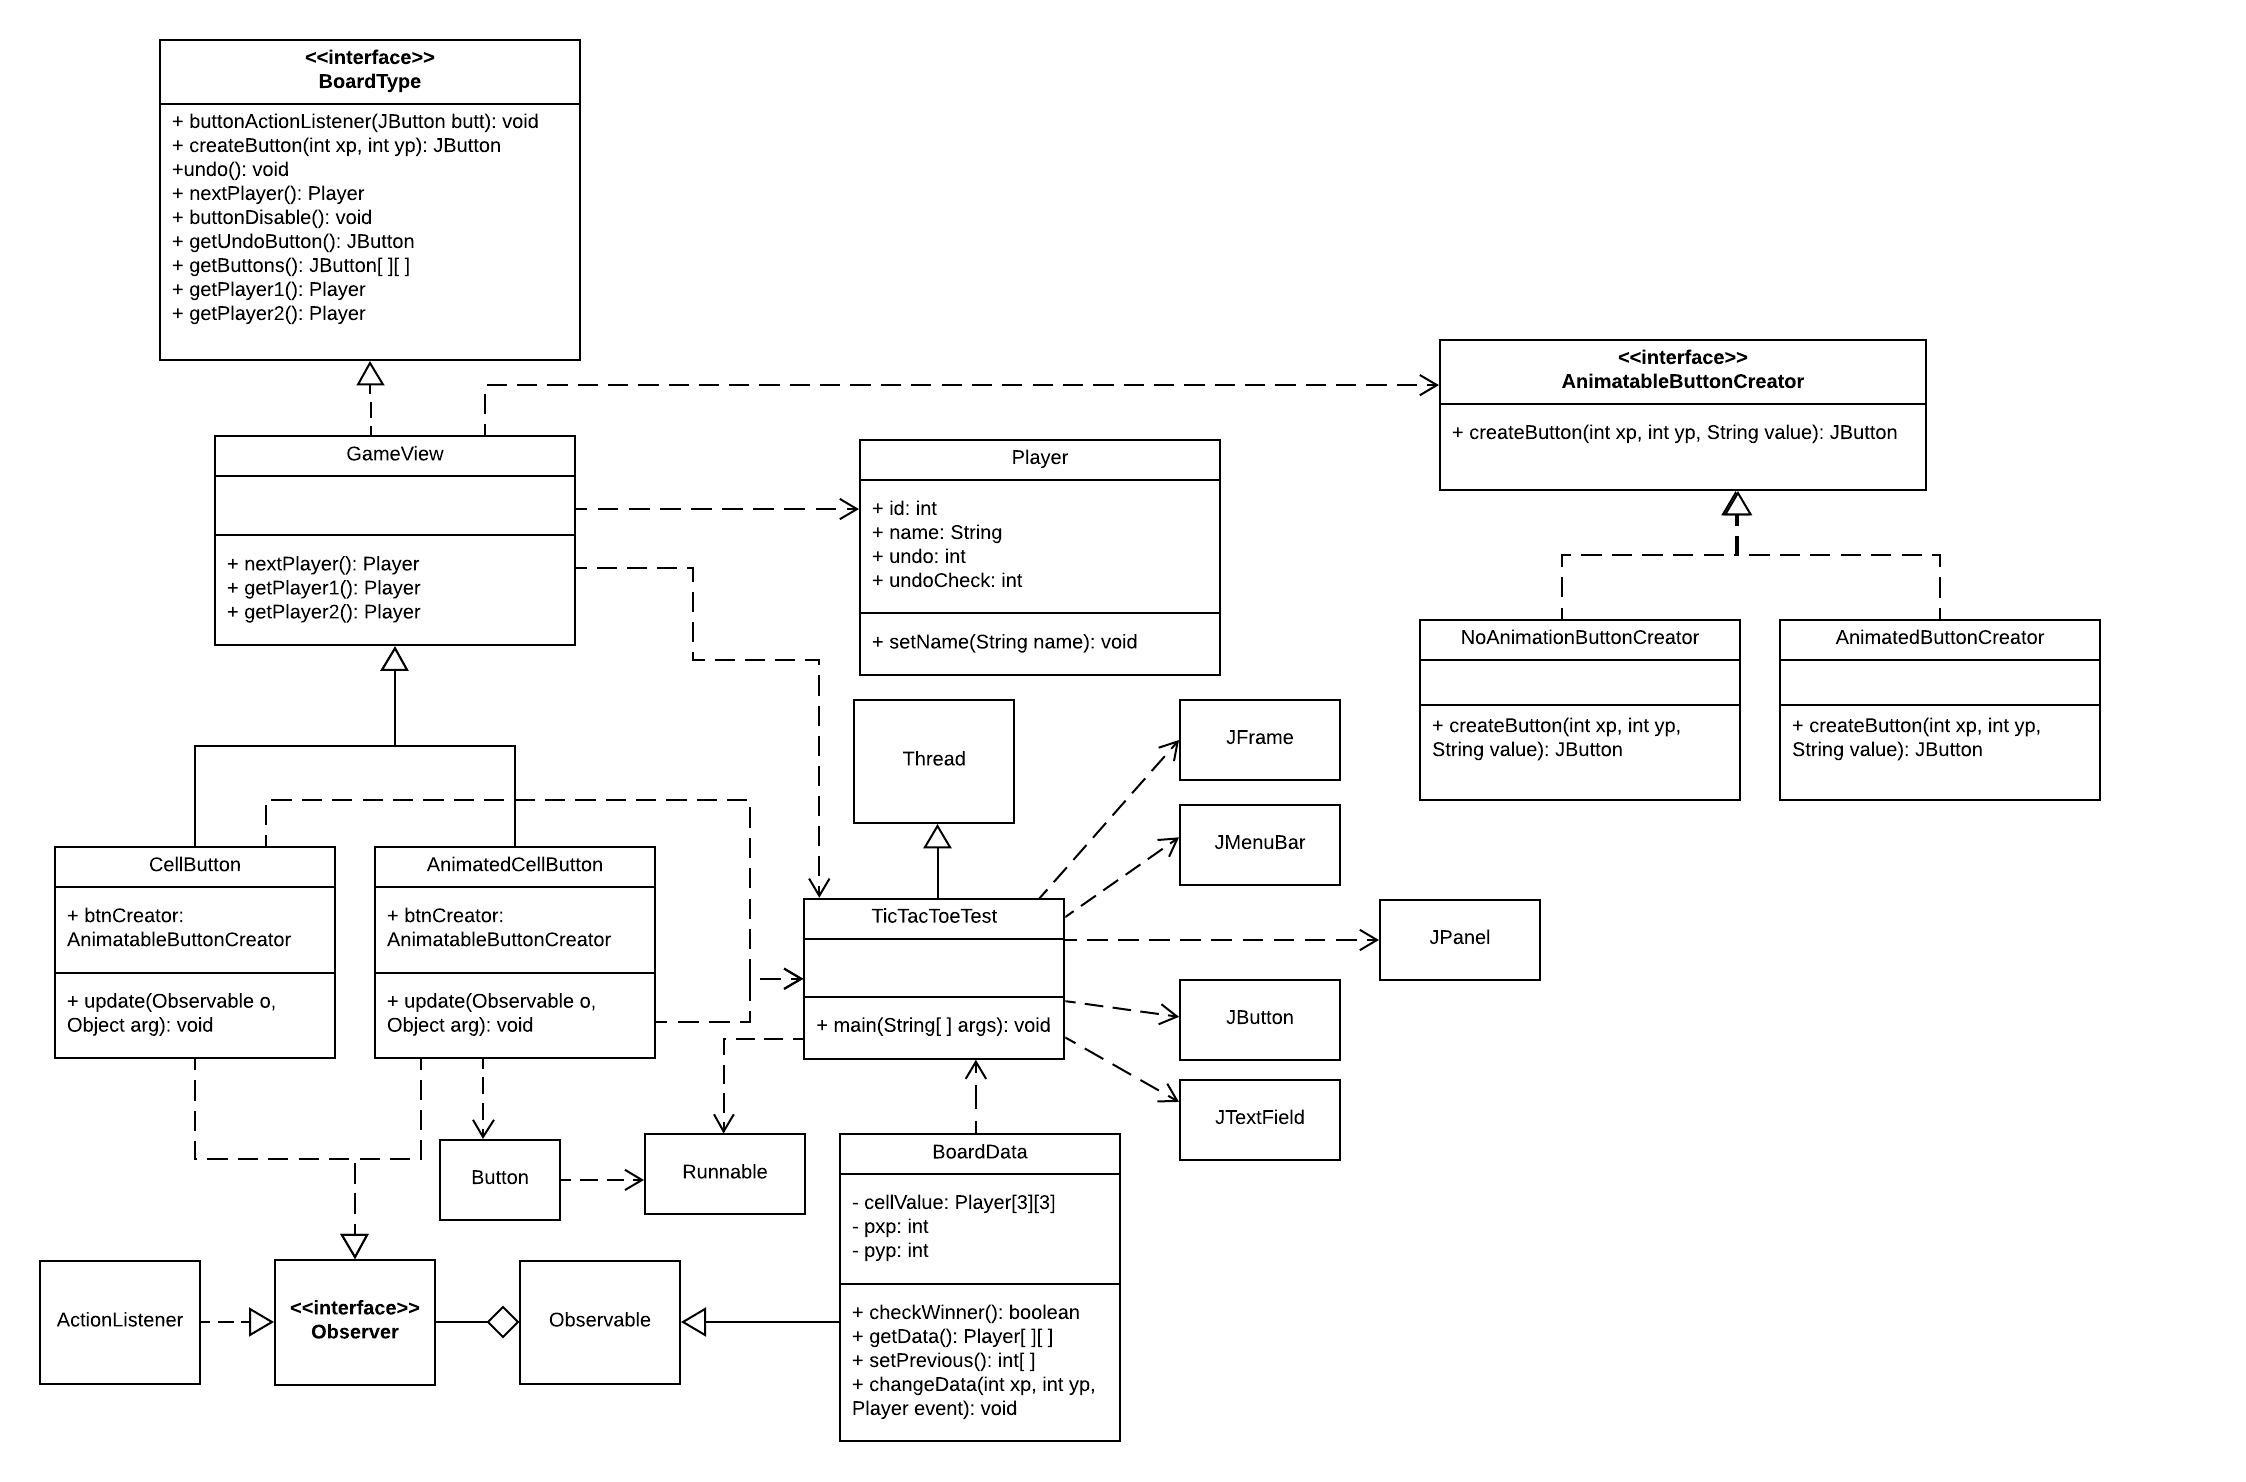 <<interface>>
BoardType
+ buttonActionListener(JButton butt): void
+ createButton(int xp, int yp): JButton
+undo(): void
+ nextPlayer(): Player
+ buttonDisable(): void
+ getUndoButton(): JButton
+ getButtons(): JButton[ ][ ]
+ getPlayer1(): Player
+ getPlayer2(): Player
<<interface>>
AnimatableButtonCreator
+ createButton(int xp, int yp, String value): JButton
GameView
+ nextPlayer(): Player
+ getPlayer1(): Player
+ getPlayer2(): Player
Player
+ id: int
+ name: String
+ undo: int
+ undoCheck: int
+ setName(String name): void
NoAnimationButtonCreator
+ createButton(int xp, int yp,
String value): JButton
AnimatedButtonCreator
+ createButton(int xp, int yp,
String value): JButton
Thread
JFrame
JMenuBar
CellButton
+ btnCreator:
AnimatableButtonCreator
+ update(Observable o,
Object arg): void
AnimatedCellButton
+ btnCreator:
AnimatableButtonCreator
+ update(Observable o,
Object arg): void
TicTacToeTest
+ main(String[ ] args): void
JPanel
JButton
JTextField
Button
Runnable
BoardData
- cellValue: Player[3][3]
- pxp: int
- pyp: int
+ checkWinner(): boolean
+ getData(): Player[ ][ ]
+ setPrevious(): int[ ]
+ changeData(int xp, int yp,
Player event): void
ActionListener
<<interface>>
Observer
Observable